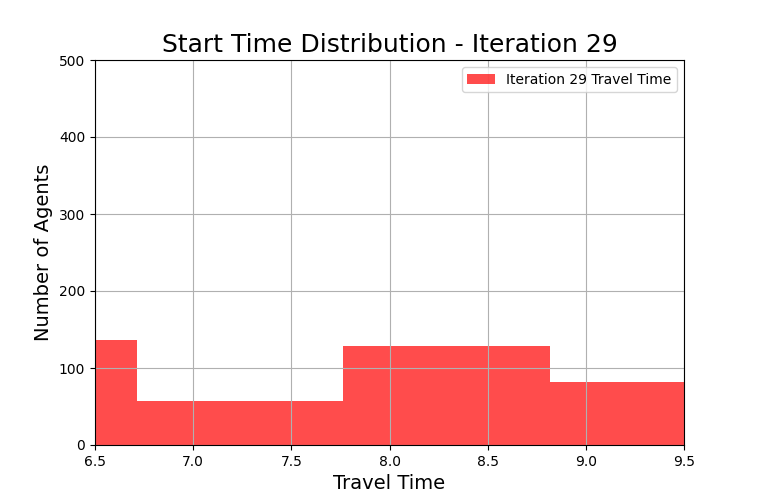 Start Time Distribution - Iteration 29
Iteration 29 Travel Time
Number of Agents
500
400
300
200
100
0
6.5 7.0 7.5 8.0 8.5 9.0 9.5
Travel Time